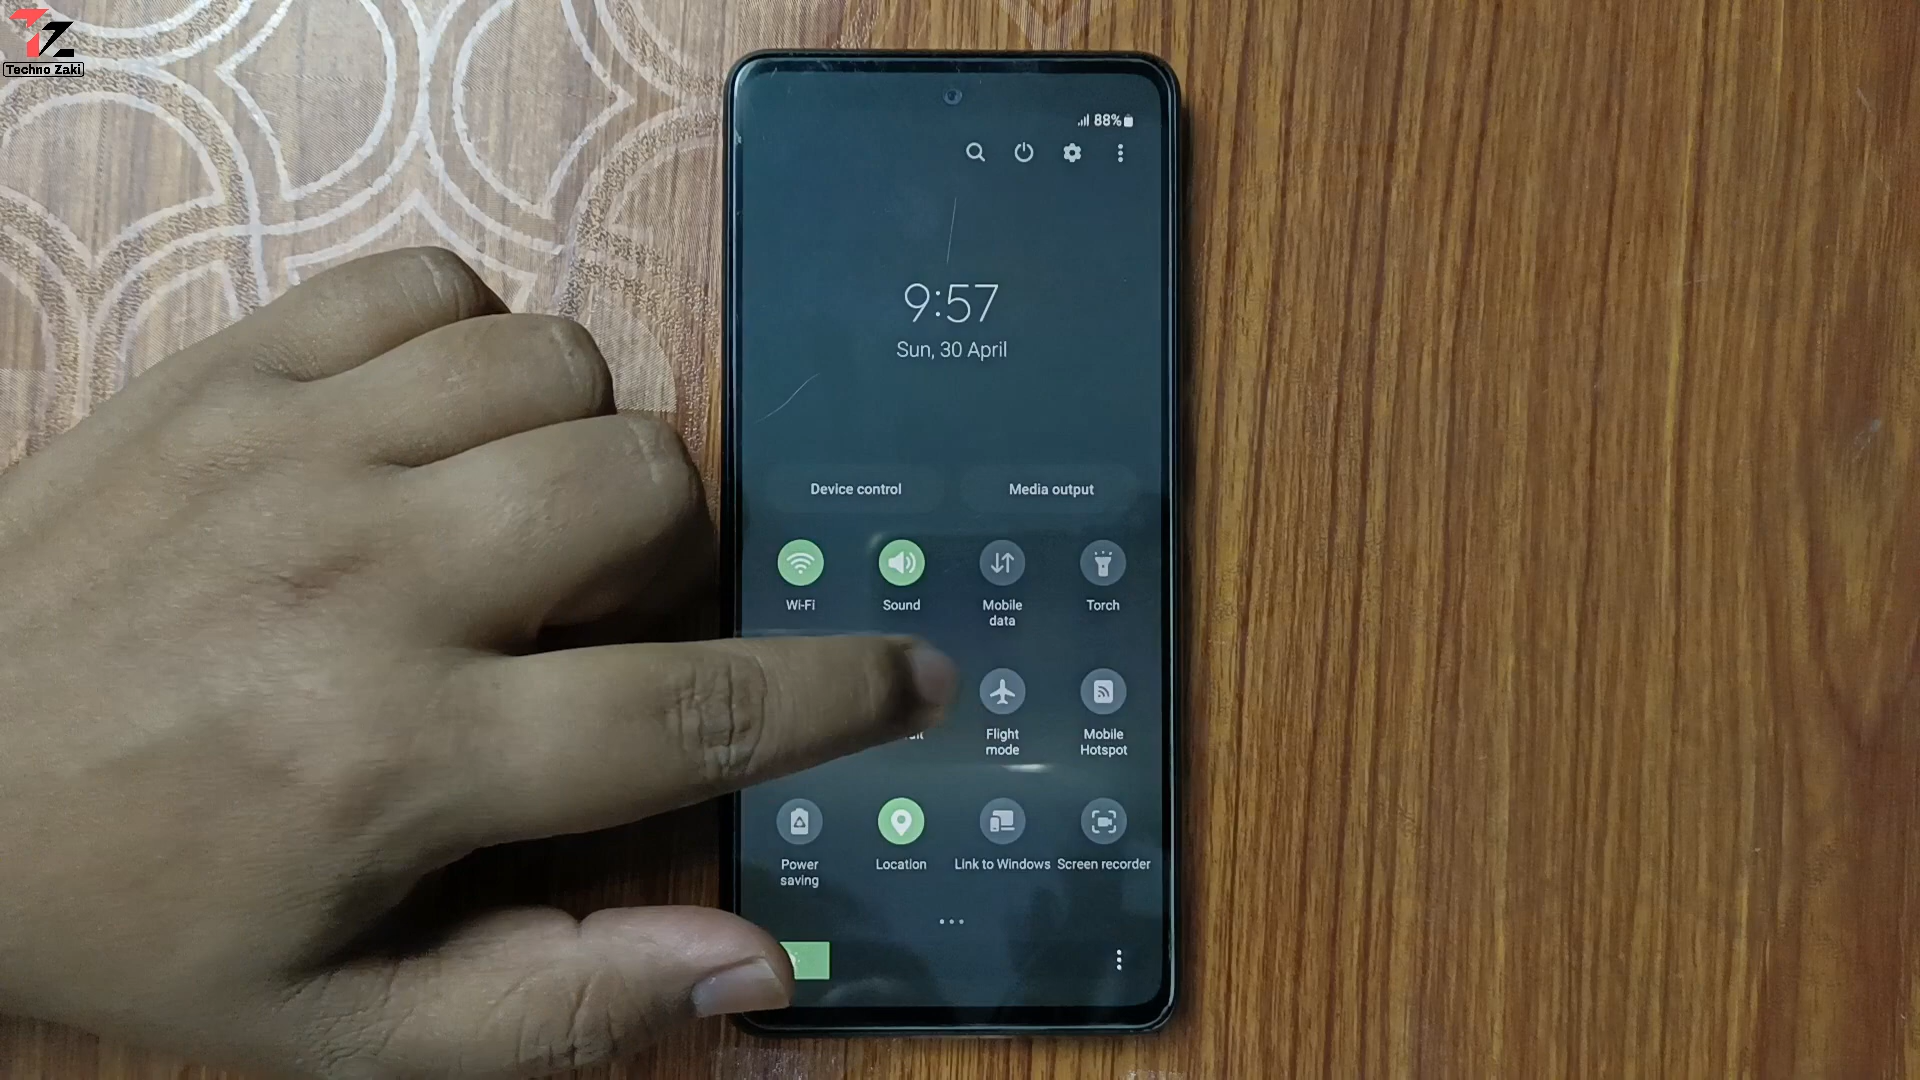 TZ
Techno Zaki
88%
9:57
Sun, 30 April
Device control
Media output
Wi-Fi
Sound
Mobile
data
Torch
Flight
mode
Mobile
Hotspot
Power
saving
Location
Link to Windows
Screen recorder